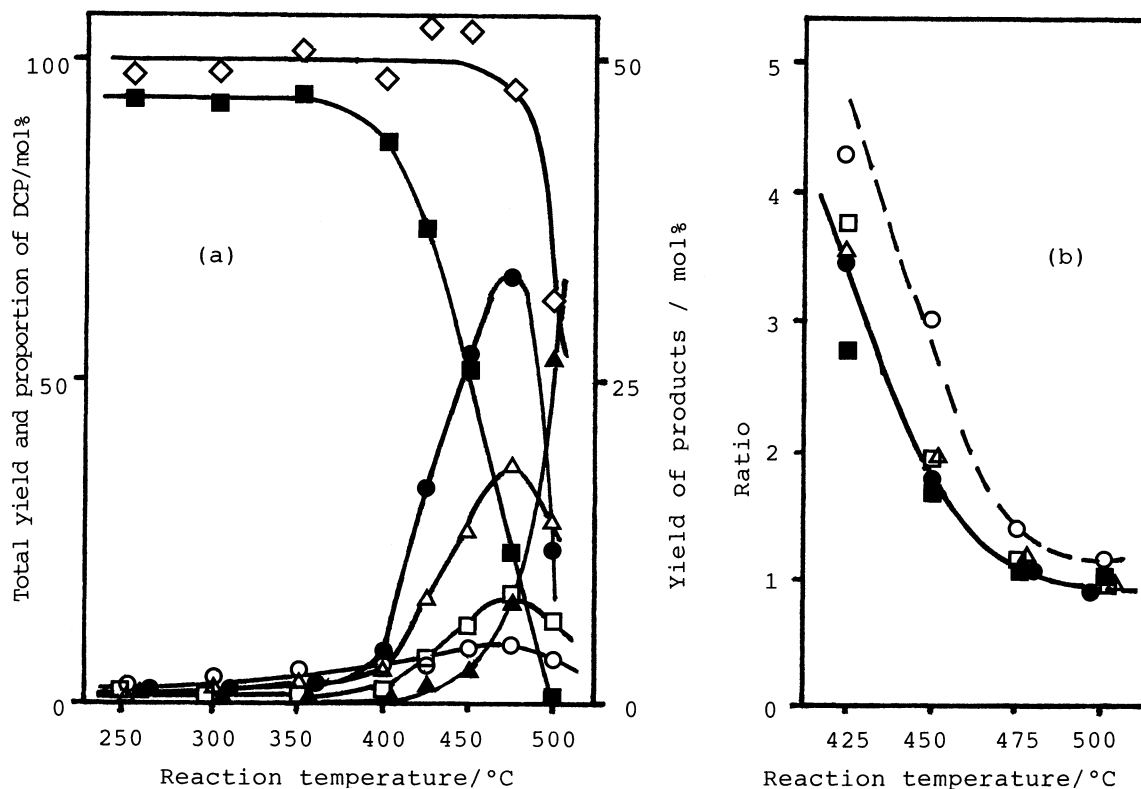 Total yield and proportion of DCP/mol%
100
50
0
(a)
50
25
0
Yield of products / mol%
250 300 350 400 450 500
Reaction temperature/°C
Ratio
5
4
3
2
1
0
(b)
425 450 475 500
Reaction temperature/°C